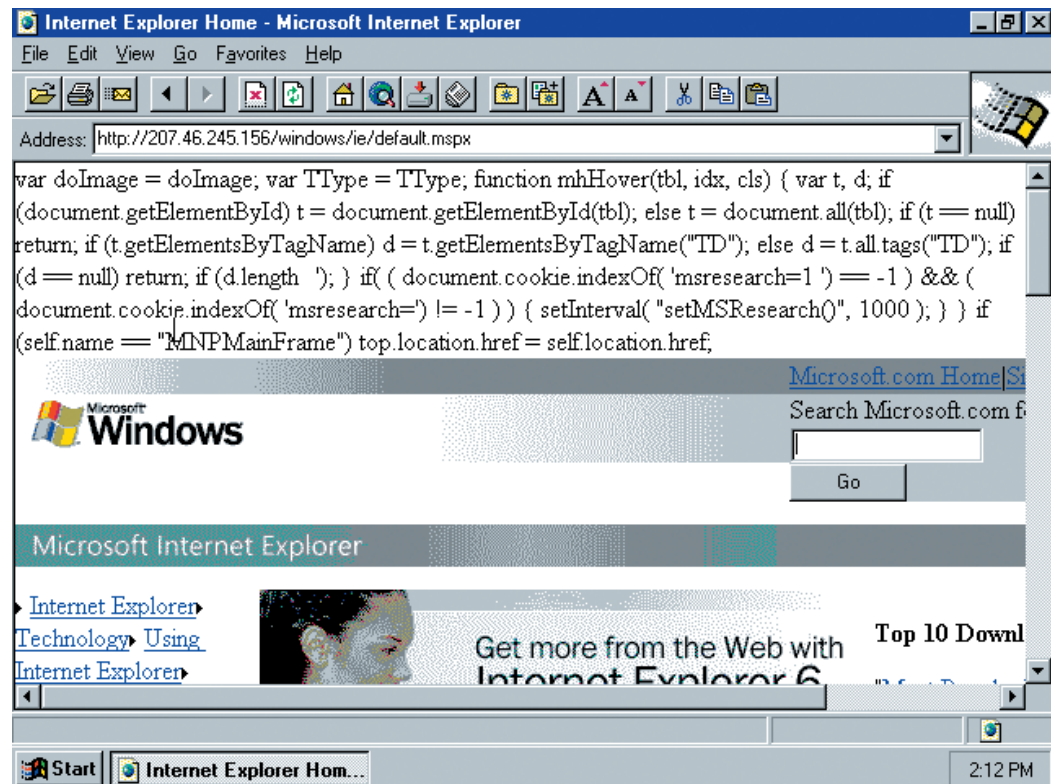 Internet Explorer Home - Microsoft Internet Explorer
File Edit View Go Favorites Help
Address: http://207.46.245.156/windows/ie/default.mspx
var doImage = doImage; var TType = TType; function mhHover(tbl, idx, cls) { var t, d; if
(document.getElementById) t = document.getElementById(tbl); else t = document.all(tbl); if (t == null)
return; if (t.getElementsByTagName) d = t.getElementsByTagName("TD"); else d = t.all.tags("TD"); if
(d == null) return; if (d.length '); } if( ( document.cookie.indexOf( 'msresearch=1 ') == -1 ) && (
document.cookie.indexOf( 'msresearch=') != -1 ) ) { setInterval( "setMSResearch()", 1000 ); } } if
(self.name == "MNPMainFrame") top.location.href = self.location.href;
Microsoft.com Home|Si
Microsoft Windows
Search Microsoft.com f
Go
Microsoft Internet Explorer
Internet Explorer
Technology Using
Internet Explorer
Get more from the Web with
Internet Explorer 6
Top 10 Downl
Start Internet Explorer Hom... 2:12 PM